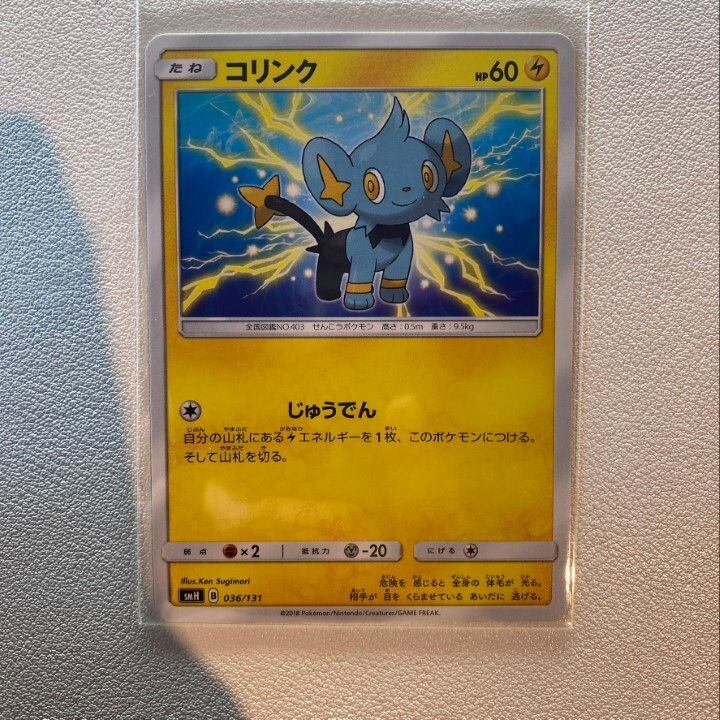 たね コリンク HP60
全国図鑑NO.403 せんこうポケモン 高さ:0.5m 重さ:9.5kg
じゅうでん
自分の山札にあるエネルギーを1枚、このポケモンにつける。
そして山札を切る。
弱点 ×2 抵抗力 -20 にげる
Illus.Ken Sugimori
危険を 感じると 全身の 体毛が 光る。
相手が 目を くらませている あいだに 逃げる。
SMH B 036/131
©2018 Pokémon/Nintendo/Creatures/GAME FREAK.